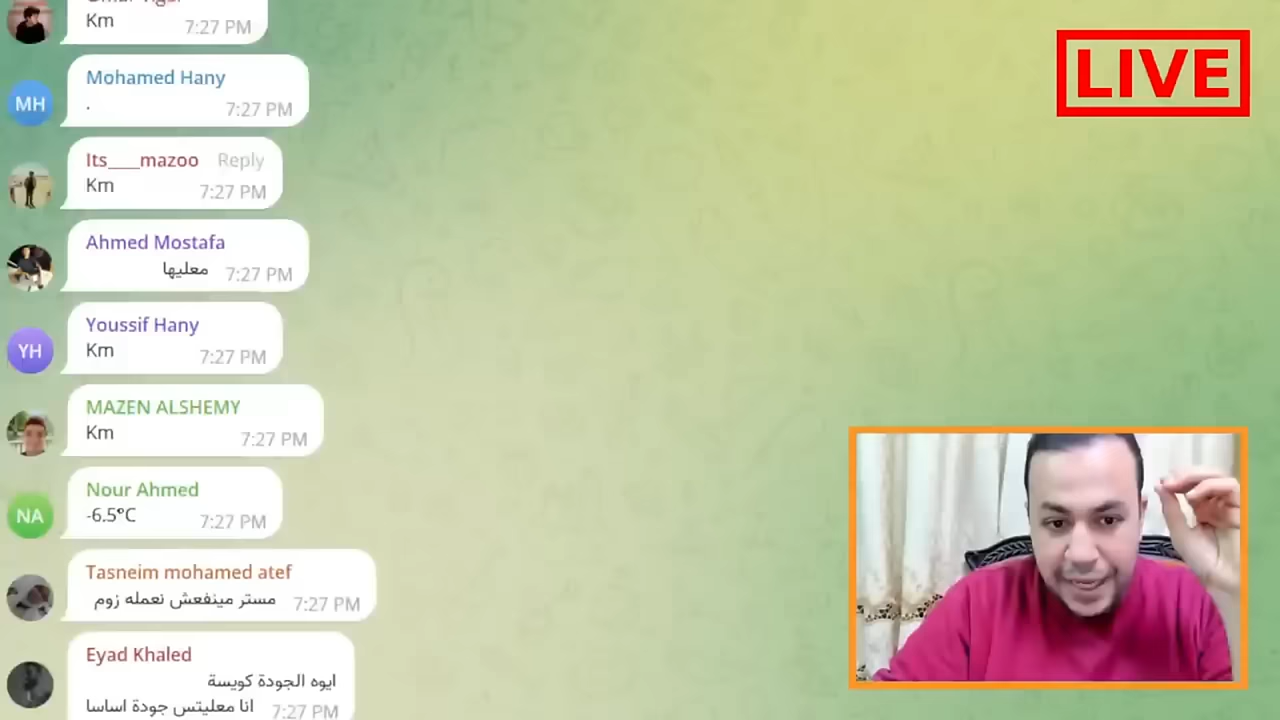 Km
7:27 PM
LIVE
Mohamed Hany
MH
.
7:27 PM
Its___mazoo Reply
Km
7:27 PM
Ahmed Mostafa
معليها
7:27 PM
Youssif Hany
YH
Km
7:27 PM
MAZEN ALSHEMY
Km
7:27 PM
Nour Ahmed
NA
-6.5°C
7:27 PM
Tasneim mohamed atef
مستر مينفعش نعمله زوم
7:27 PM
Eyad Khaled
ايوه الجودة كويسة
انا معليتس جودة اساسا
7:27 PM